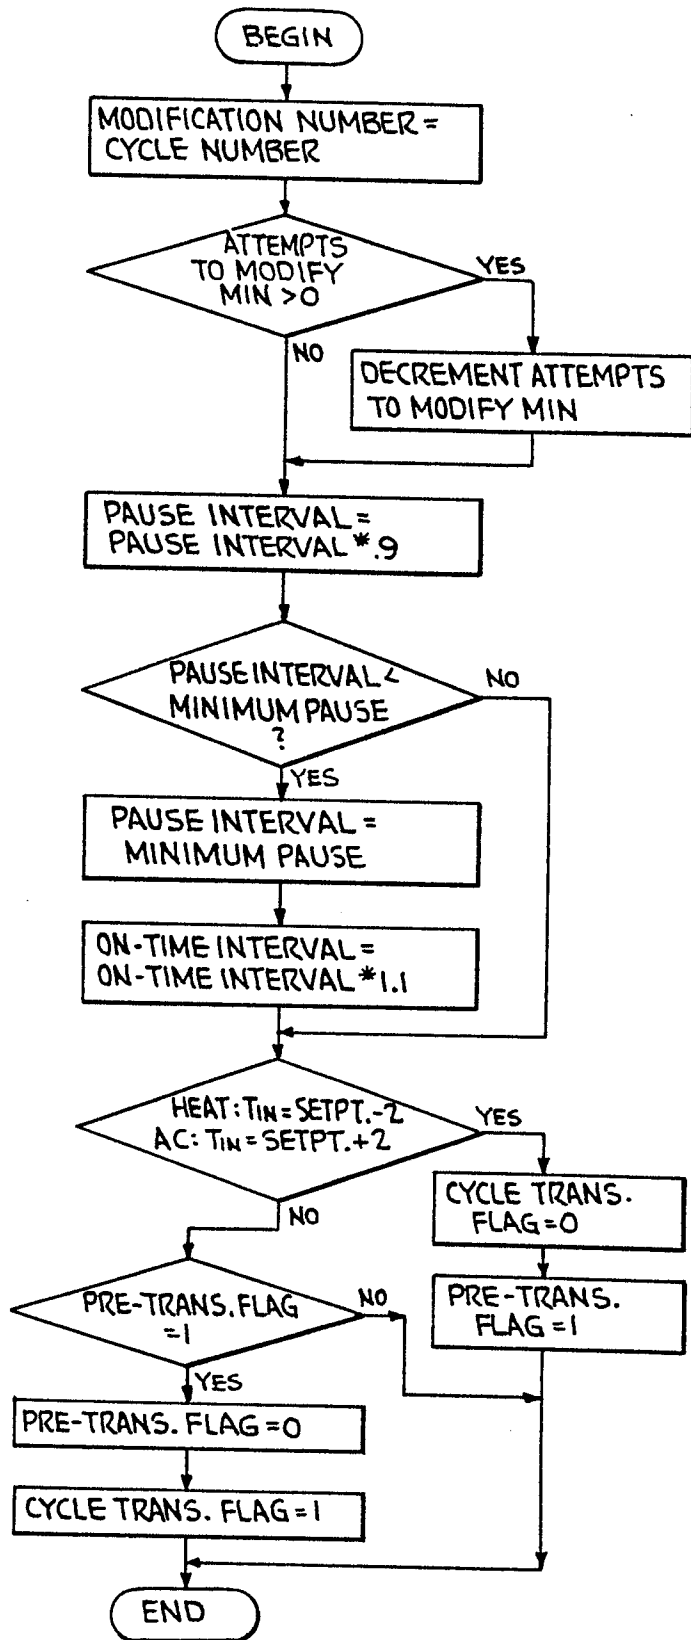 BEGIN
MODIFICATION NUMBER =
CYCLE NUMBER
ATTEMPTS
TO MODIFY
MIN >0
YES
NO
DECREMENT ATTEMPTS
TO MODIFY MIN
PAUSE INTERVAL =
PAUSE INTERVAL *.9
PAUSE INTERVAL <
MINIMUM PAUSE
?
NO
YES
PAUSE INTERVAL =
MINIMUM PAUSE
ON-TIME INTERVAL =
ON-TIME INTERVAL *1.1
HEAT: TIN = SETPT.-2
AC: TIN = SETPT.+2
YES
NO
CYCLE TRANS.
FLAG=0
PRE-TRANS. FLAG
=1
NO
YES
PRE-TRANS.
FLAG=1
PRE-TRANS. FLAG=0
CYCLE TRANS. FLAG=1
END